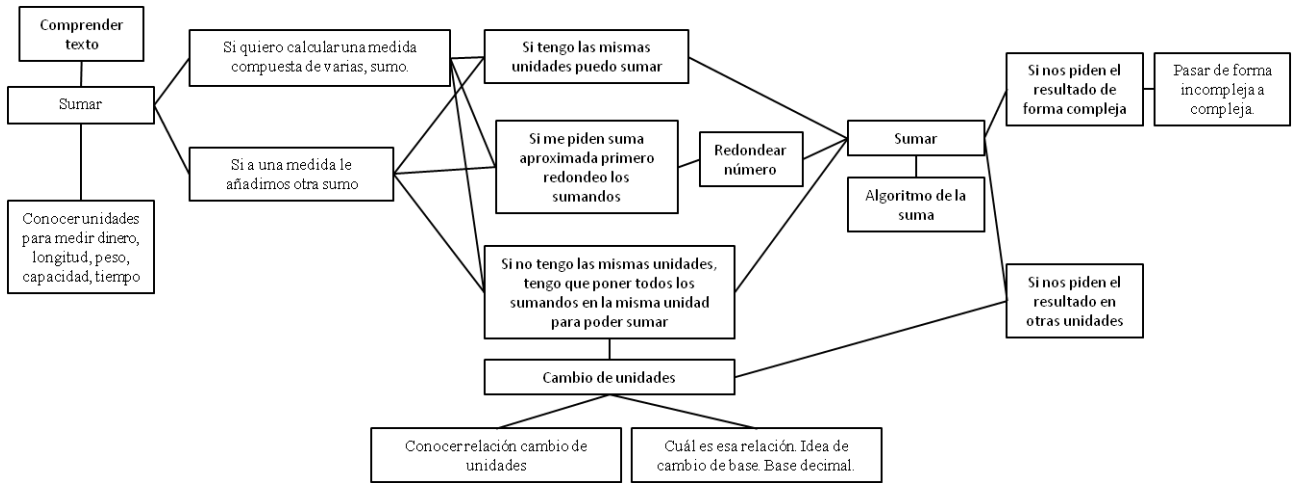 Comprender
texto
Sumar
Conocer unidades
para medir dinero,
longitud, peso,
capacidad, tiempo
Si quiero calcular una medida
compuesta de varias, sumo.
Si a una medida le
añadimos otra sumo
Si tengo las mismas
unidades puedo sumar
Si me piden suma
aproximada primero
redondeo los
sumandos
Redondear
número
Si no tengo las mismas unidades,
tengo que poner todos los
sumandos en la misma unidad
para poder sumar
Cambio de unidades
Conocer relación cambio de
unidades
Cuál es esa relación. Idea de
cambio de base. Base decimal.
Sumar
Algoritmo de la
suma
Si nos piden el
resultado de
forma compleja
Pasar de forma
incompleja a
compleja.
Si nos piden el
resultado en
otras unidades